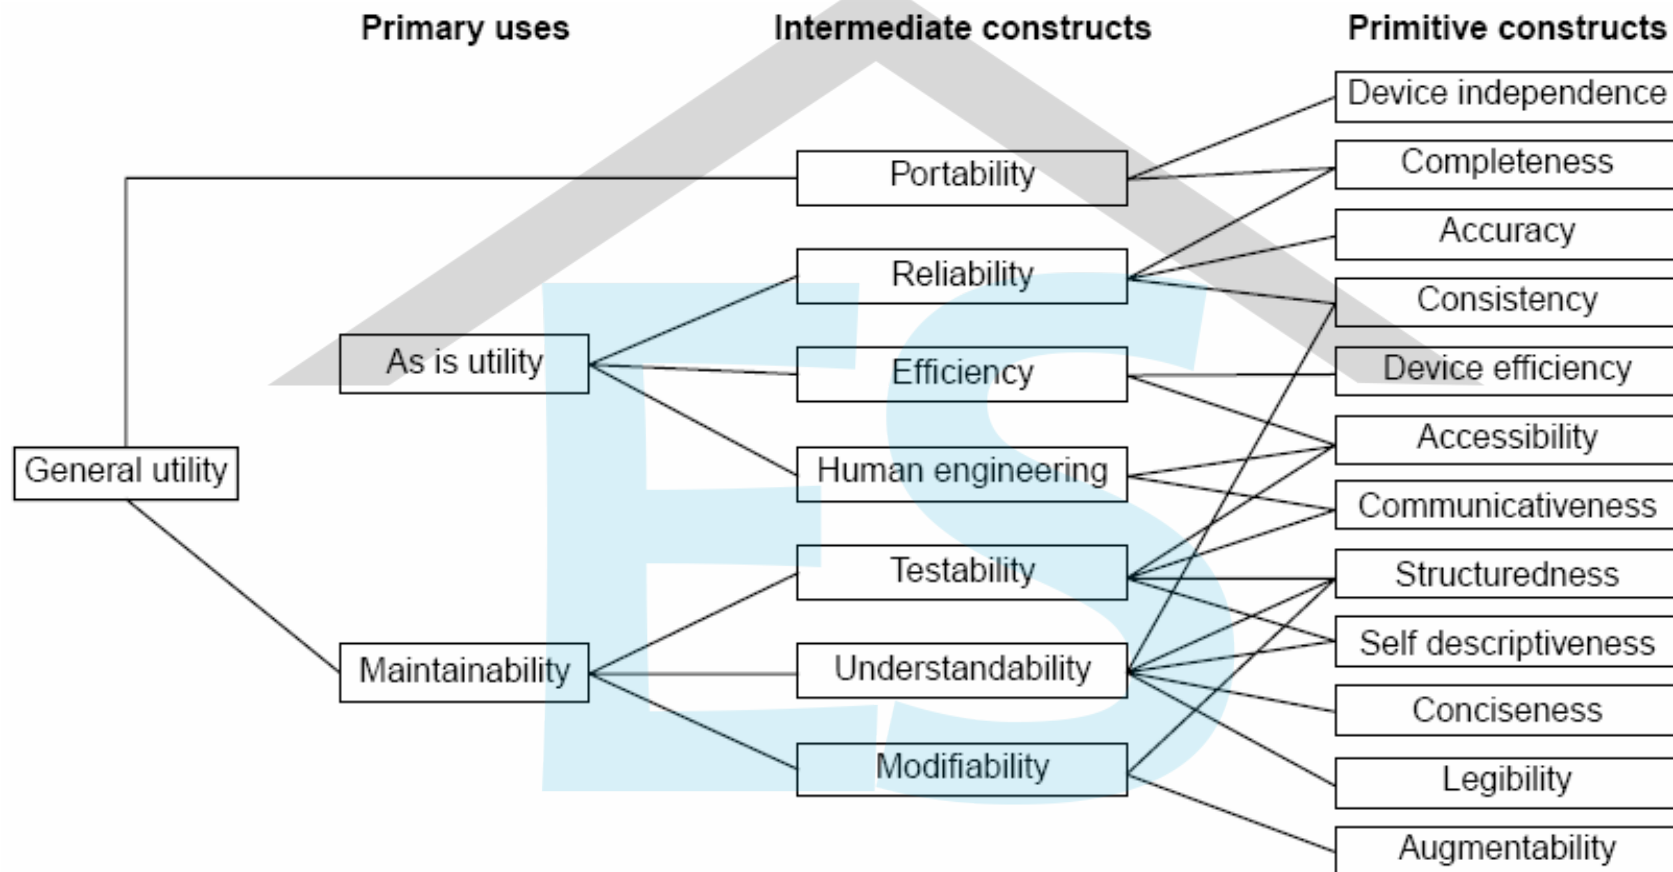 Primary uses
Intermediate constructs
Primitive constructs
General utility
As is utility
Maintainability
Portability
Reliability
Efficiency
Human engineering
Testability
Understandability
Modifiability
Device independence
Completeness
Accuracy
Consistency
Device efficiency
Accessibility
Communicativeness
Structuredness
Self descriptiveness
Conciseness
Legibility
Augmentability
ES